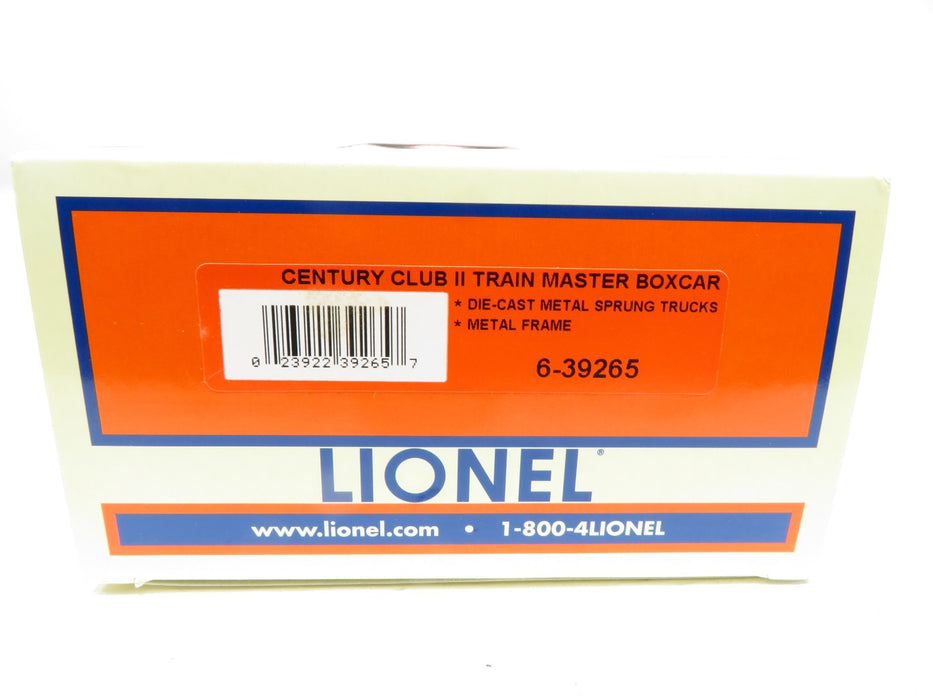 CENTURY CLUB II TRAIN MASTER BOXCAR
* DIE-CAST METAL SPRUNG TRUCKS
* METAL FRAME
0 23922 39265 7
6-39265
LIONEL®
www.lionel.com • 1-800-4LIONEL